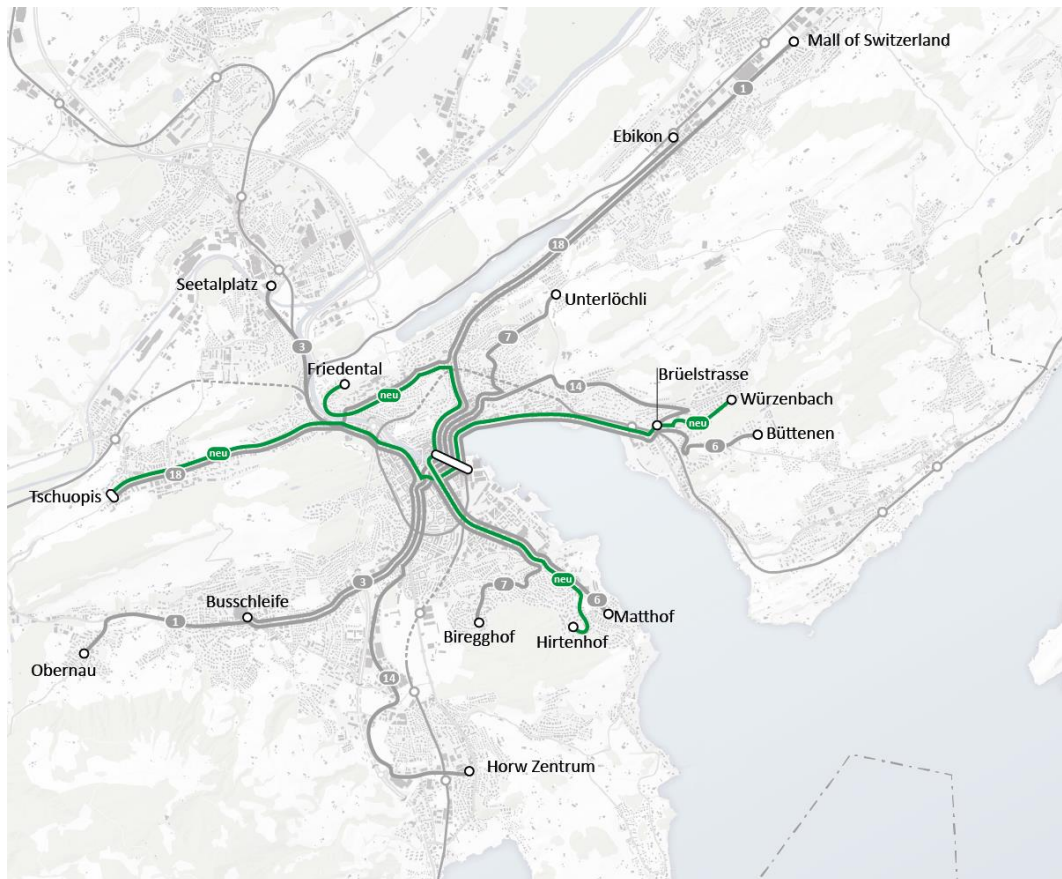 Mall of Switzerland
1
Ebikon
18
Seetalplatz
Unterlöchli
7
3
Friedental
Brüelstrasse
14
neu
Würzenbach
neu
Büttenen
6
neu
18
Tschuopis
3
neu
7
Busschleife
6
Matthof
1
Biregghof
Hirtenhof
Obernau
14
Horw Zentrum